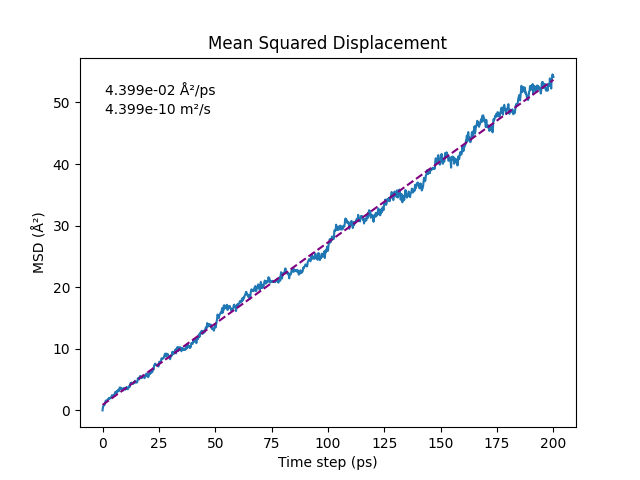 Mean Squared Displacement
4.399e-02 Å²/ps
4.399e-10 m²/s
MSD (Å²)
50
40
30
20
10
0
0 25 50 75 100 125 150 175 200
Time step (ps)